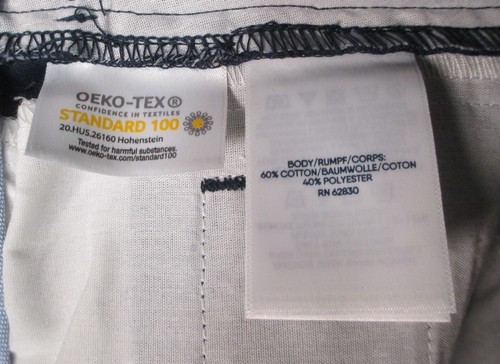 OEKO-TEX®
CONFIDENCE IN TEXTILES
STANDARD 100
20.HUS.26160 Hohenstein
Tested for harmful substances.
www.oeko-tex.com/standard100
BODY/RUMPF/CORPS:
60% COTTON/BAUMWOLLE/COTON
40% POLYESTER
RN 62830